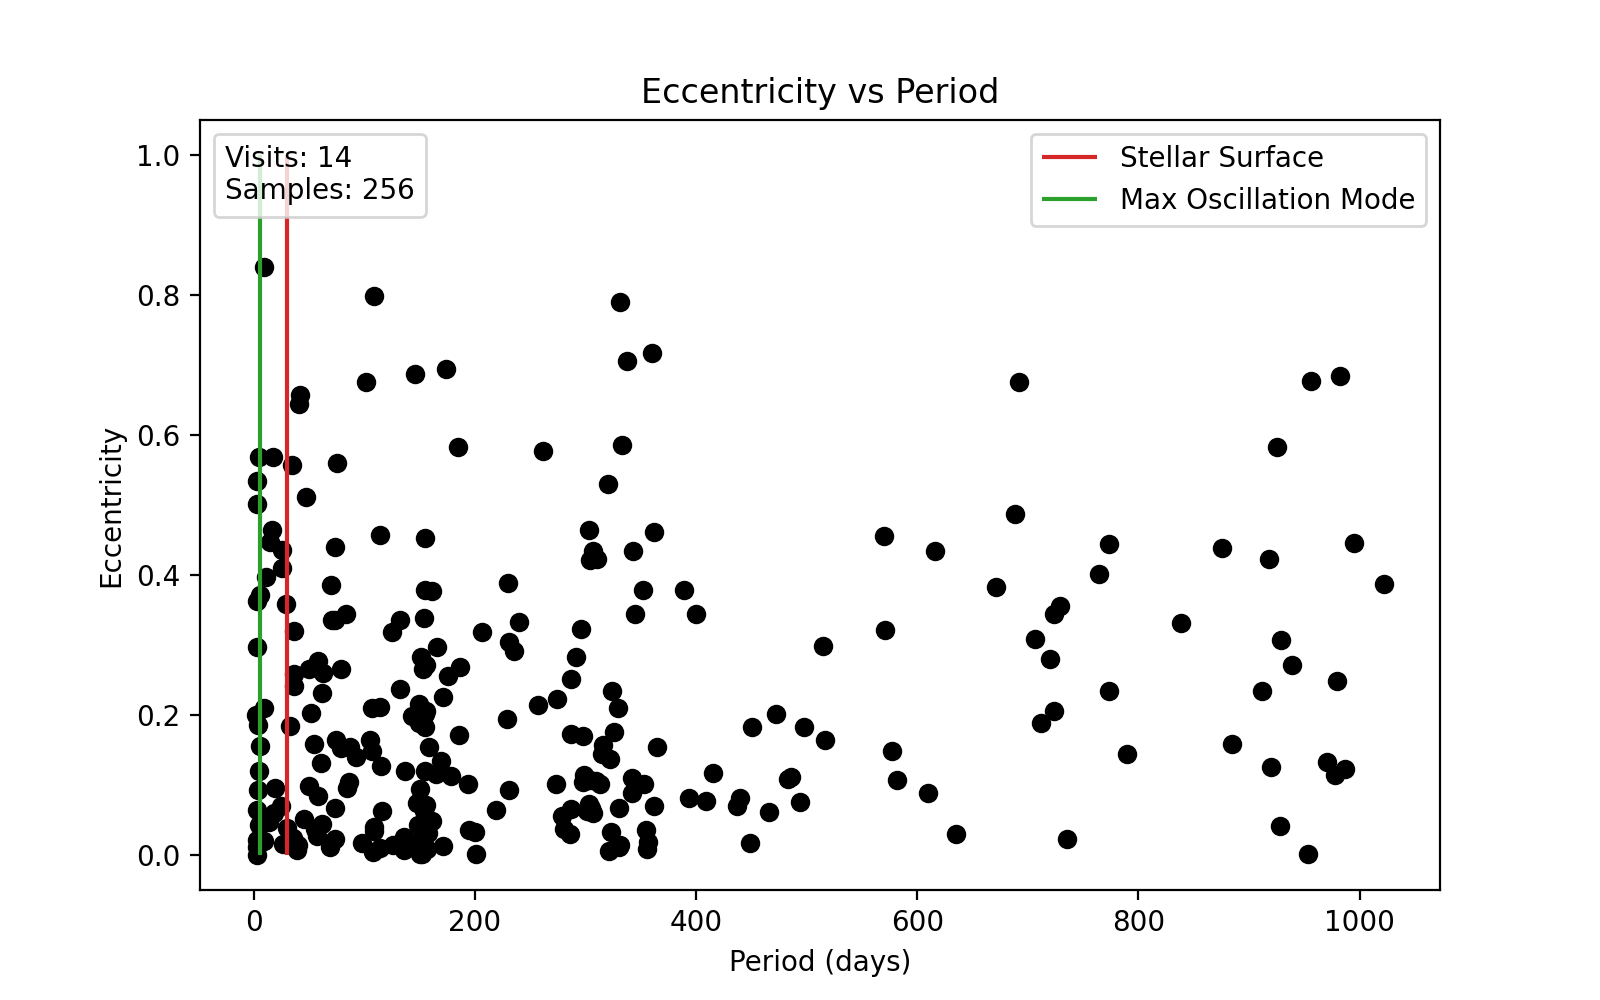 Eccentricity vs Period
Visits: 14
Samples: 256
Stellar Surface
Max Oscillation Mode
1.0
0.8
0.6
0.4
0.2
0.0
Eccentricity
0 200 400 600 800 1000
Period (days)